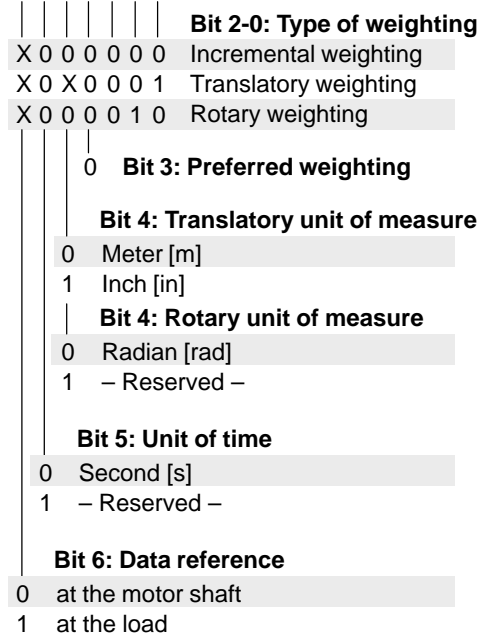 Bit 2-0: Type of weighting
X 0 0 0 0 0 0 Incremental weighting
X 0 X 0 0 0 1 Translatory weighting
X 0 0 0 0 1 0 Rotary weighting
0 Bit 3: Preferred weighting
Bit 4: Translatory unit of measure
0 Meter [m]
1 Inch [in]
Bit 4: Rotary unit of measure
0 Radian [rad]
1 – Reserved –
Bit 5: Unit of time
0 Second [s]
1 – Reserved –
Bit 6: Data reference
0 at the motor shaft
1 at the load